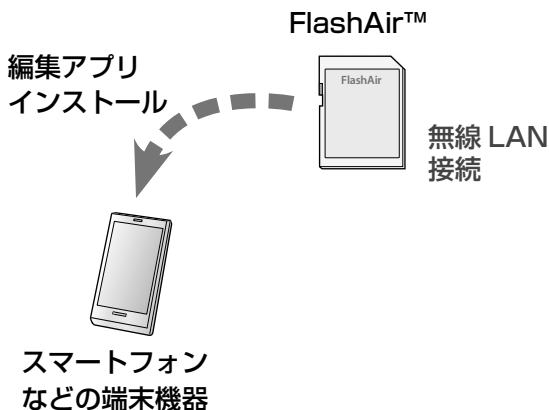 FlashAir™
編集アプリ
インストール
FlashAir
無線 LAN
接続
スマートフォン
などの端末機器